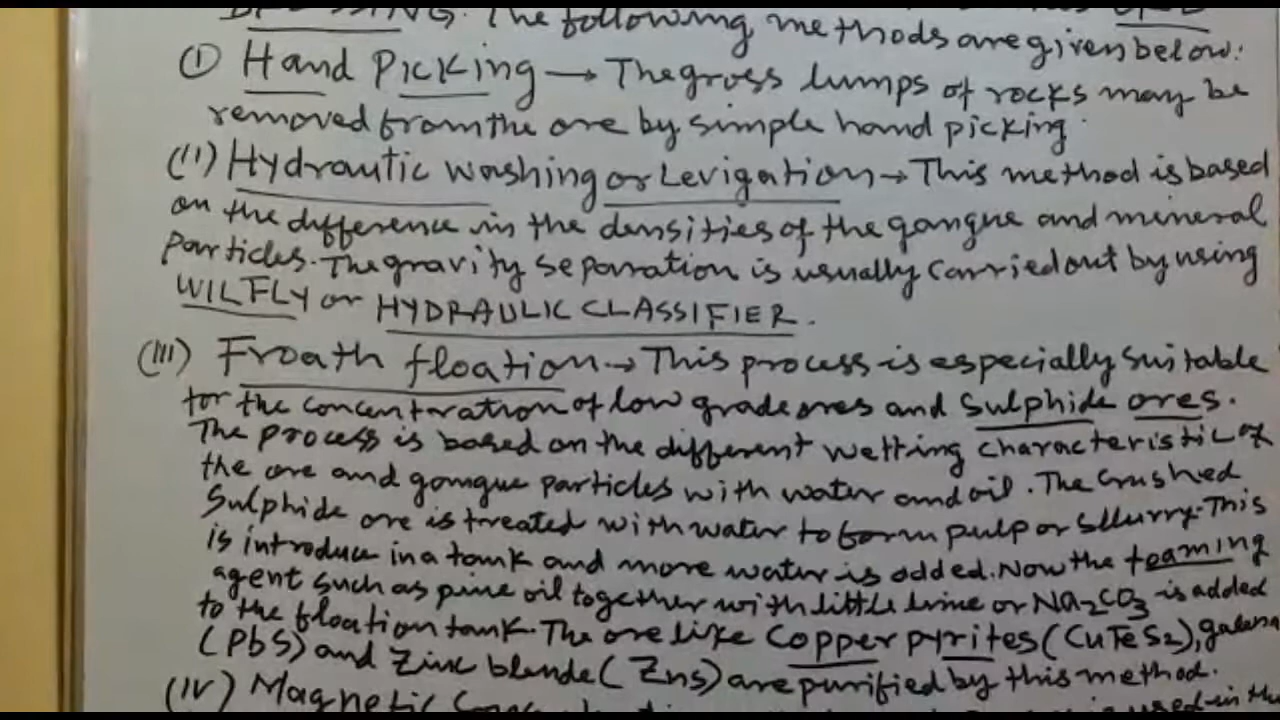 The following methods are given below:
(I) Hand Picking → The gross lumps of rocks may be
removed from the ore by simple hand picking.
(II) Hydrautic washing or Levigation → This method is based
on the difference in the densities of the gangue and mineral
Particles. The gravity separation is usually carried out by using
WILFLY or HYDRAULIC CLASSIFIER.
(III) Froath floation → This process is especially suitable
for the concentration of low grade ores and Sulphide ores.
The process is based on the different wetting characteristic of
the ore and gangue particles with water and oil. The crushed
Sulphide ore is treated with water to form pulp or sllurry. This
is introduce in a tank and more water is added. Now the foaming
agent such as pine oil together with little lime or Na2CO3 is added
to the floation tank. The ore like Copper pyrites (CuTeS2), galena
(PbS) and Zinc blende (Zns) are purified by this method.
(IV) Magnetic